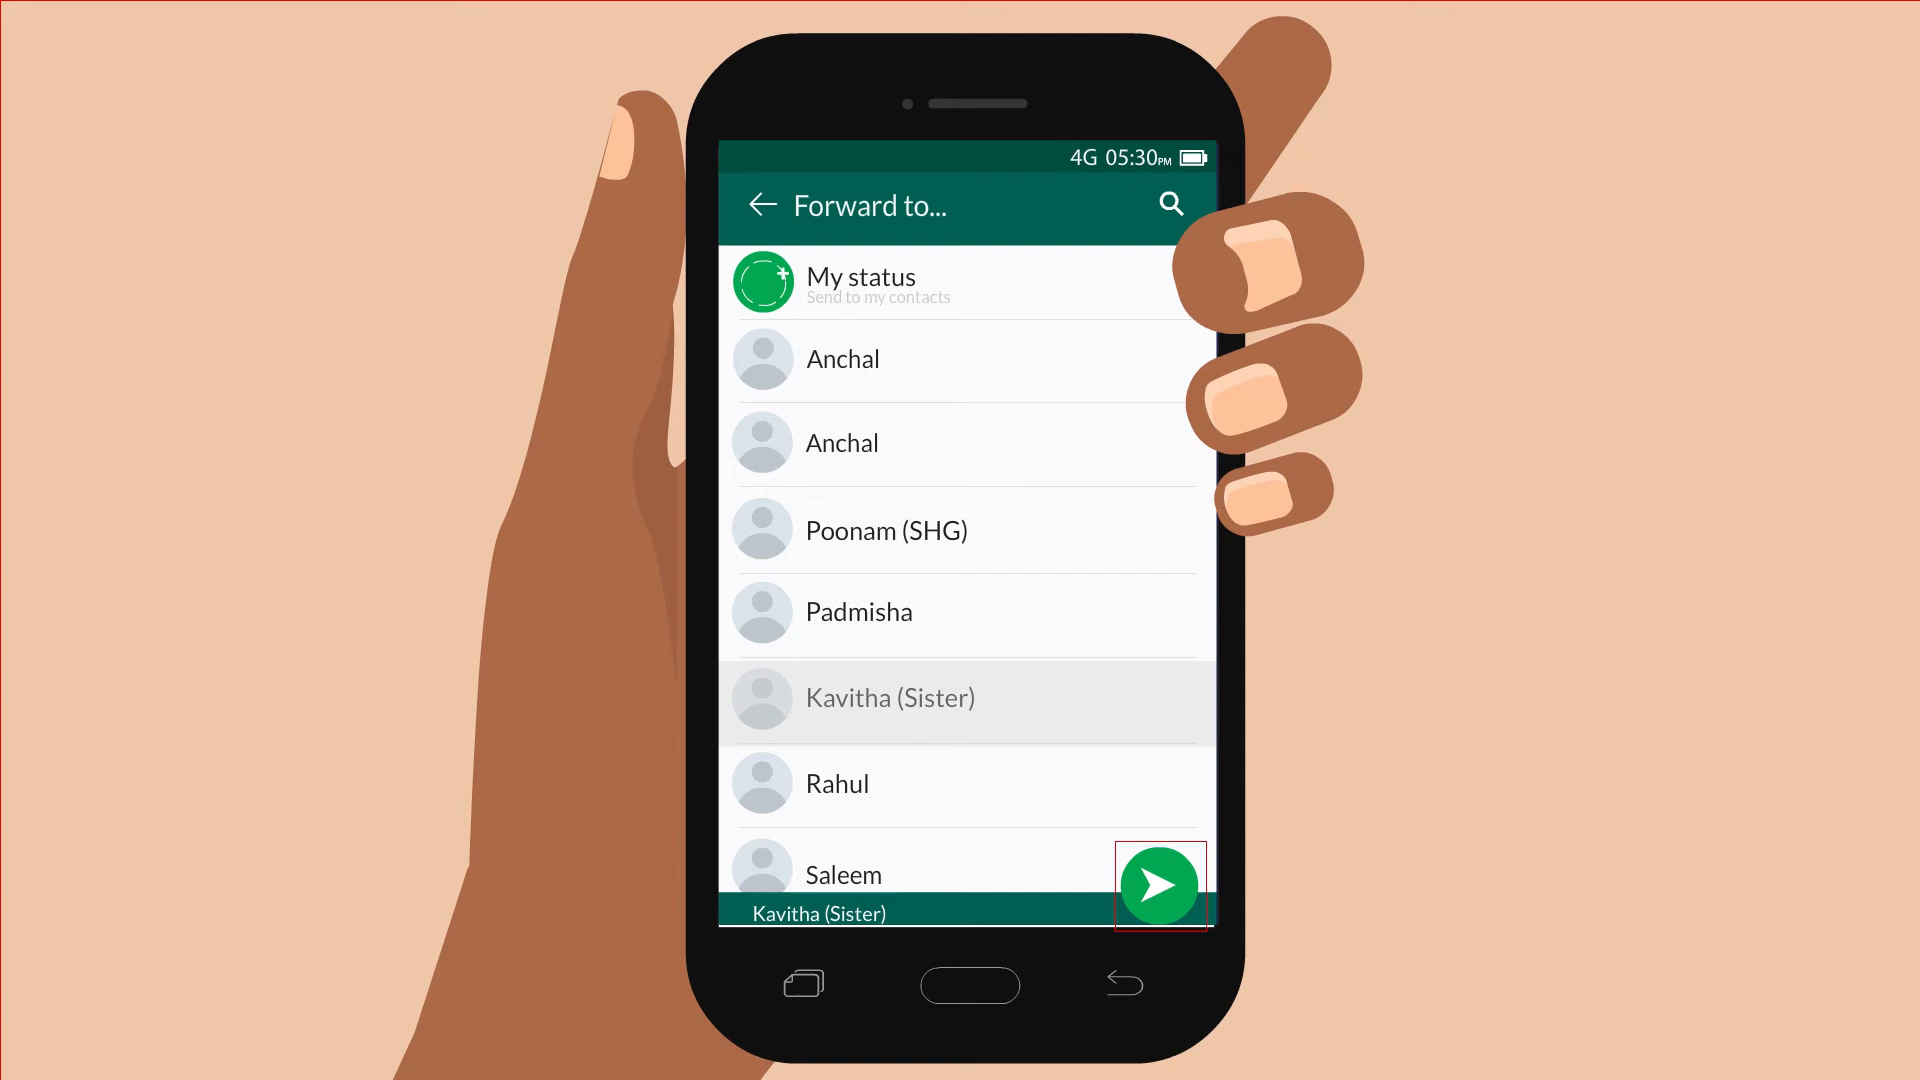 4G 05:30PM
Forward to...
My status
Send to my contacts
Anchal
Anchal
Poonam (SHG)
Padmisha
Kavitha (Sister)
Rahul
Saleem
Kavitha (Sister)